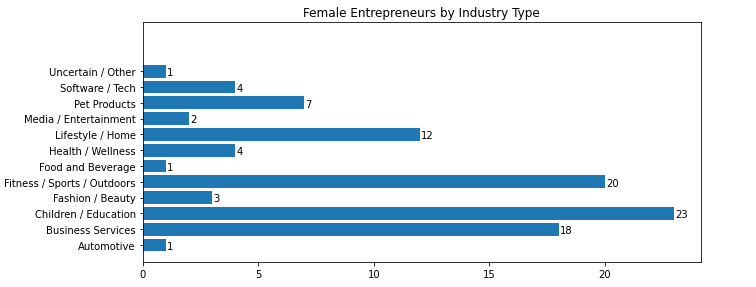 Female Entrepreneurs by Industry Type
Uncertain / Other 1
Software / Tech 4
Pet Products 7
Media / Entertainment 2
Lifestyle / Home 12
Health / Wellness 4
Food and Beverage 1
Fitness / Sports / Outdoors 20
Fashion / Beauty 3
Children / Education 23
Business Services 18
Automotive 1
0 5 10 15 20